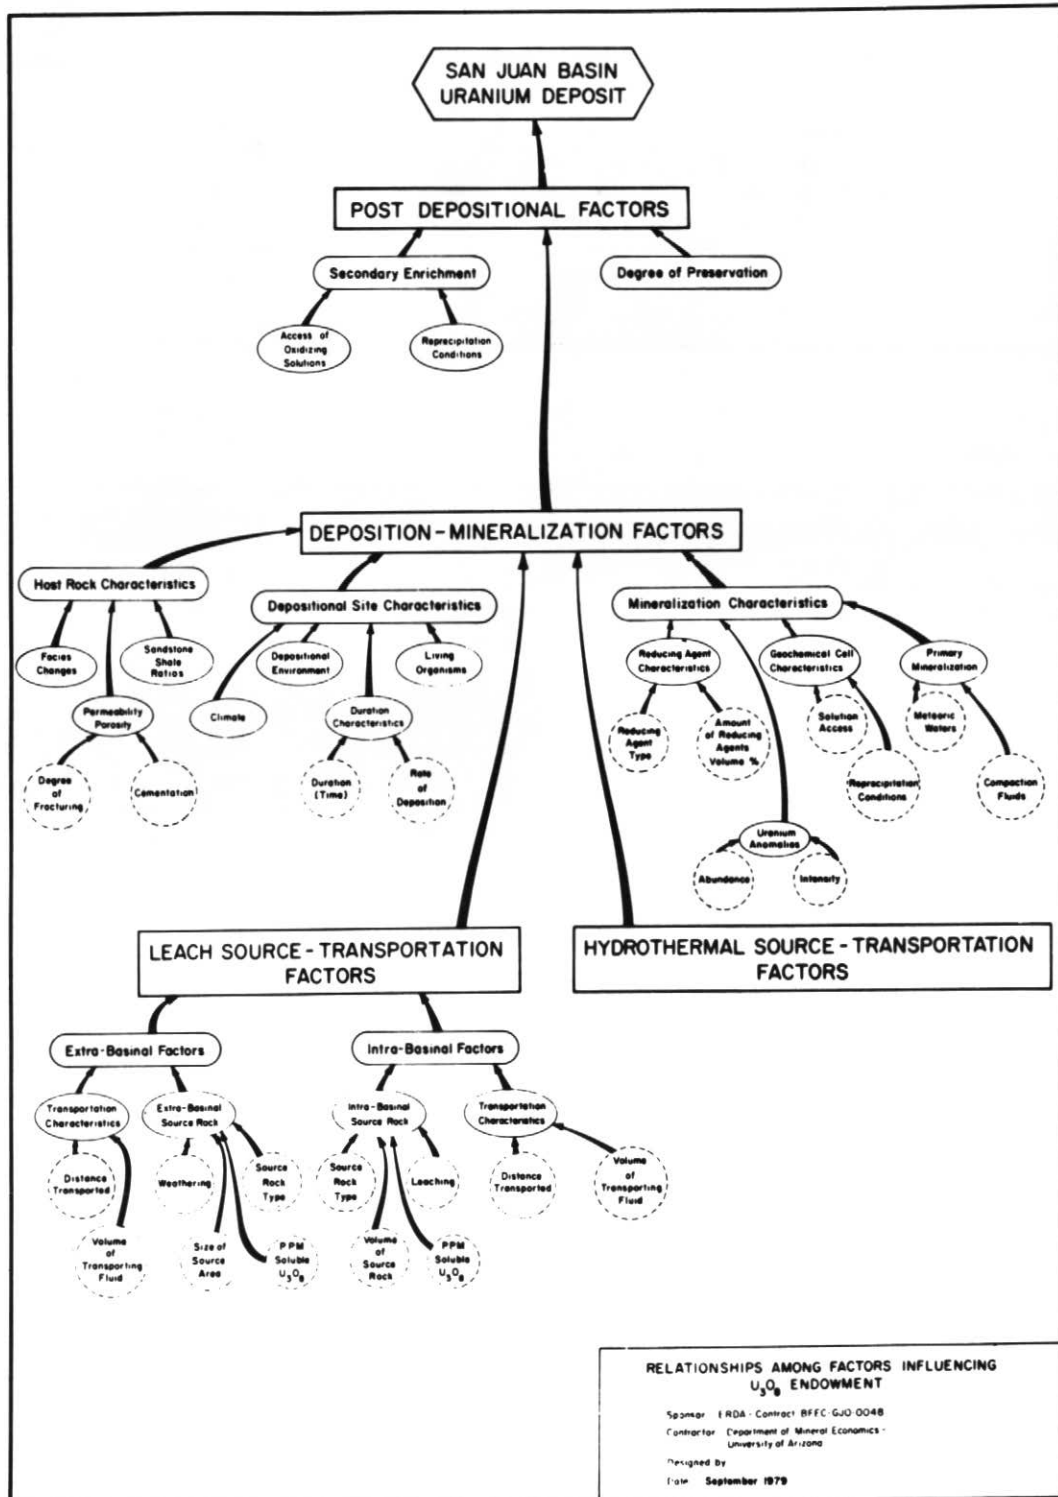 SAN JUAN BASIN
URANIUM DEPOSIT
POST DEPOSITIONAL FACTORS
Secondary Enrichment
Degree of Preservation
Access of
Oxidizing
Solutions
Reprecipitation
Conditions
DEPOSITION-MINERALIZATION FACTORS
Host Rock Characteristics
Facies
Changes
Sandstone
Shale
Ratios
Permeability
Porosity
Degree
of
Fracturing
Cementation
Depositional Site Characteristics
Climate
Depositional
Environment
Duration
Characteristics
Living
Organisms
Duration
(Time)
Rate
of
Deposition
Mineralization Characteristics
Reducing Agent
Characteristics
Geochemical Cell
Characteristics
Primary
Mineralization
Reducing
Agent
Type
Amount
of Reducing
Agents
Volume %
Solution
Access
Reprecipitation
Conditions
Meteoric
Waters
Compaction
Fluids
Uranium
Anomalies
Abundance
Intensity
LEACH SOURCE-TRANSPORTATION
FACTORS
HYDROTHERMAL SOURCE-TRANSPORTATION
FACTORS
Extra-Basinal Factors
Transportation
Characteristics
Extra-Basinal
Source Rock
Distance
Transported
Volume
of
Transporting
Fluid
Weathering
Size of
Source
Area
PPM
Soluble
U₃O₈
Source
Rock
Type
Intra-Basinal Factors
Intra-Basinal
Source Rock
Transportation
Characteristics
Source
Rock
Type
Volume
of
Source
Rock
PPM
Soluble
U₃O₈
Leaching
Distance
Transported
Volume
of
Transporting
Fluid
RELATIONSHIPS AMONG FACTORS INFLUENCING
U₃O₈ ENDOWMENT
Sponsor ERDA - Contract BFEC-GJO-0048
Contractor Department of Mineral Economics -
University of Arizona
Designed by
Date September 1979